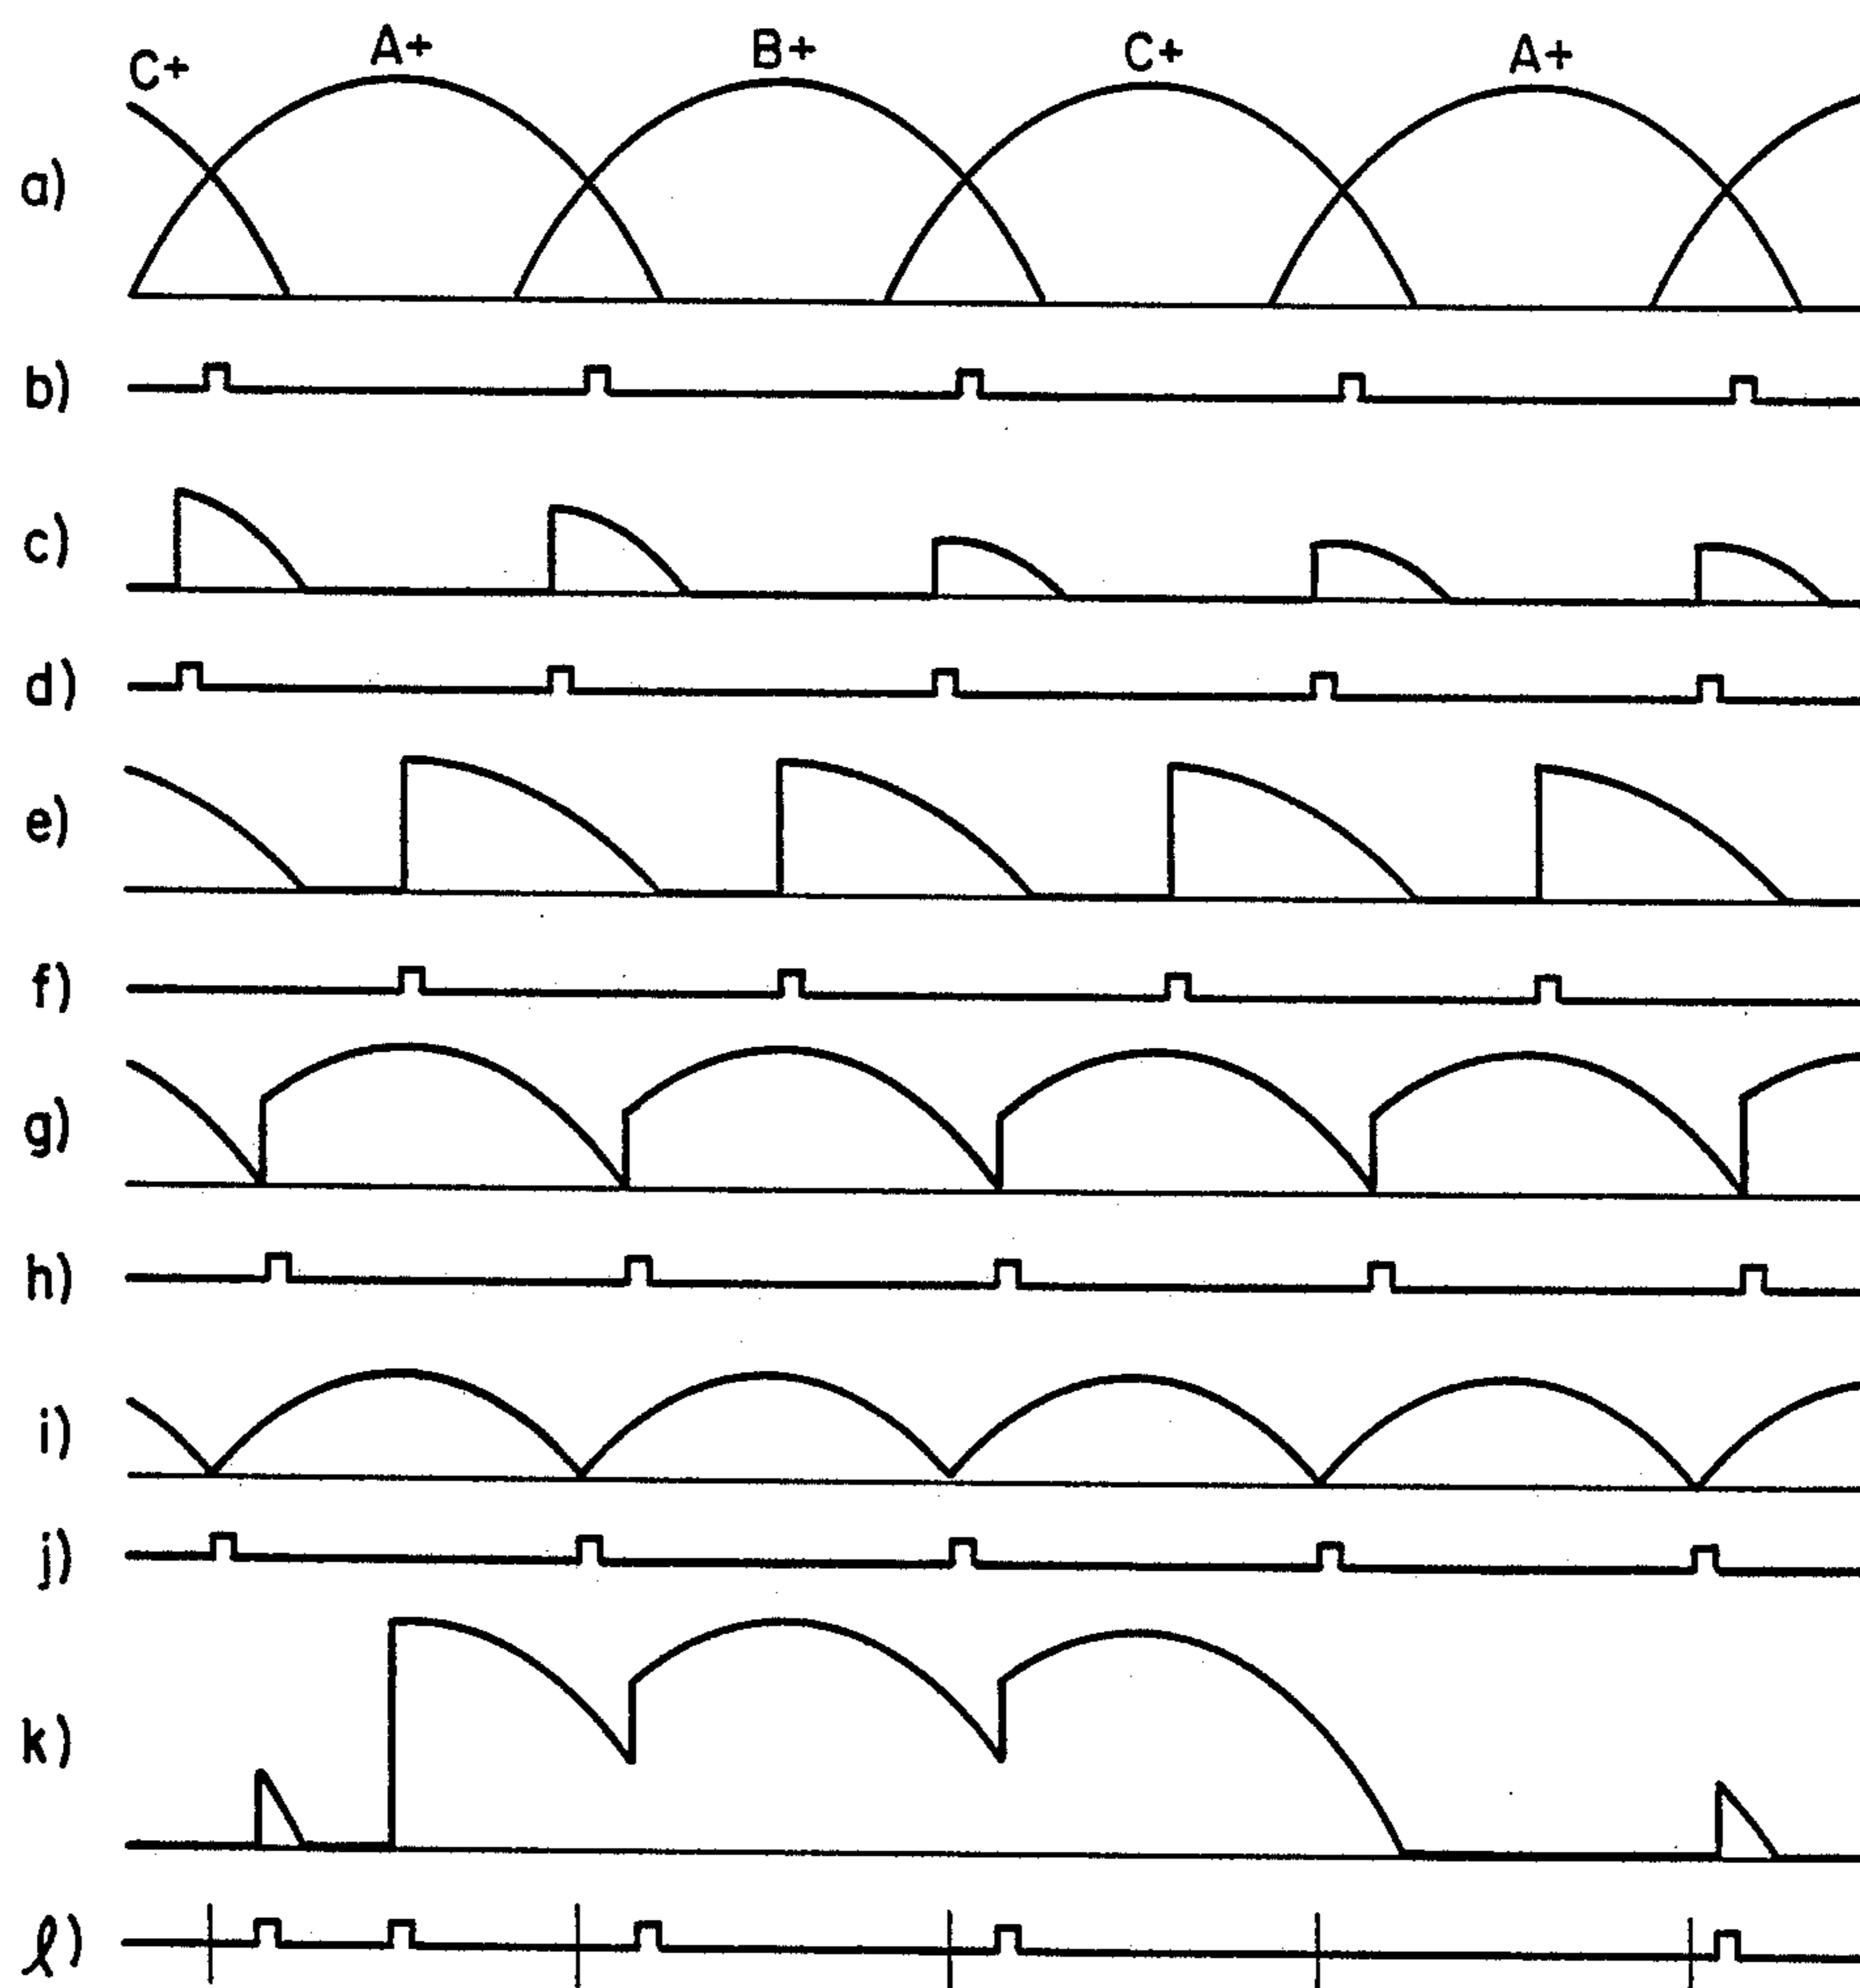 C+ A+ B+ C+ A+
a)
b)
c)
d)
e)
f)
g)
h)
i)
j)
k)
l)